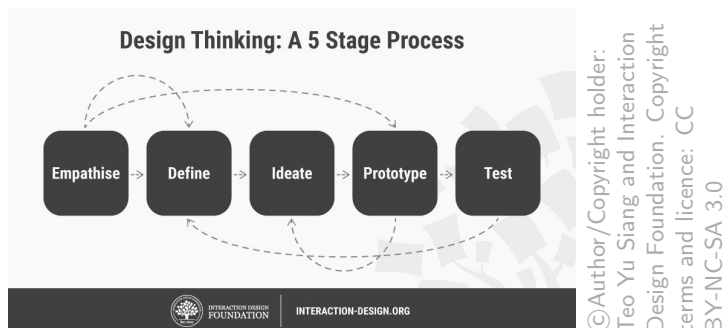 Design Thinking: A 5 Stage Process
Empathise
Define
Ideate
Prototype
Test
INTERACTION DESIGN
FOUNDATION
INTERACTION-DESIGN.ORG
©Author/Copyright holder:
Teo Yu Siang and Interaction
Design Foundation. Copyright
terms and licence: CC
BY-NC-SA 3.0